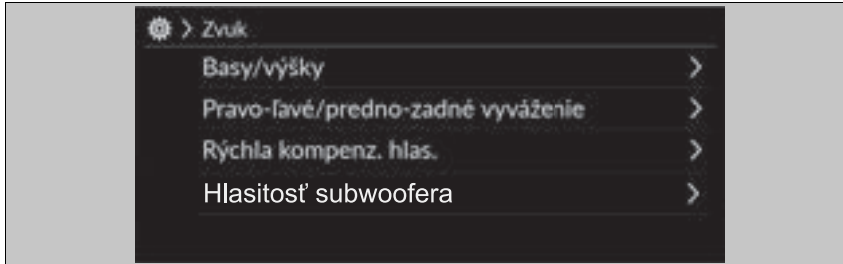 Zvuk
Basy/výšky
Pravo-ľavé/predno-zadné vyváženie
Rýchla kompenz. hlas.
Hlasitosť subwoofera